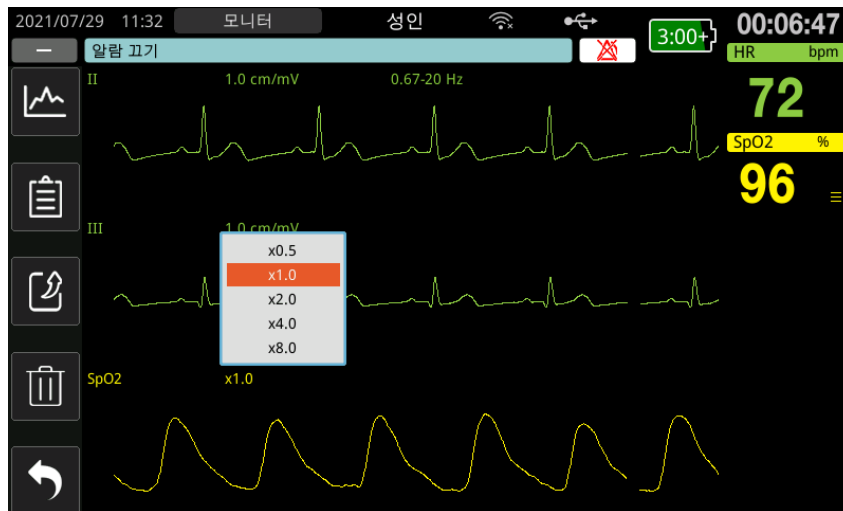 2021/07/29 11:32 모니터 성인 3:00+ 00:06:47
알람 끄기
HR bpm
72
SpO2 %
96
II 1.0 cm/mV 0.67-20 Hz
III 1.0 cm/mV
x0.5
x1.0
x2.0
x4.0
x8.0
SpO2 x1.0